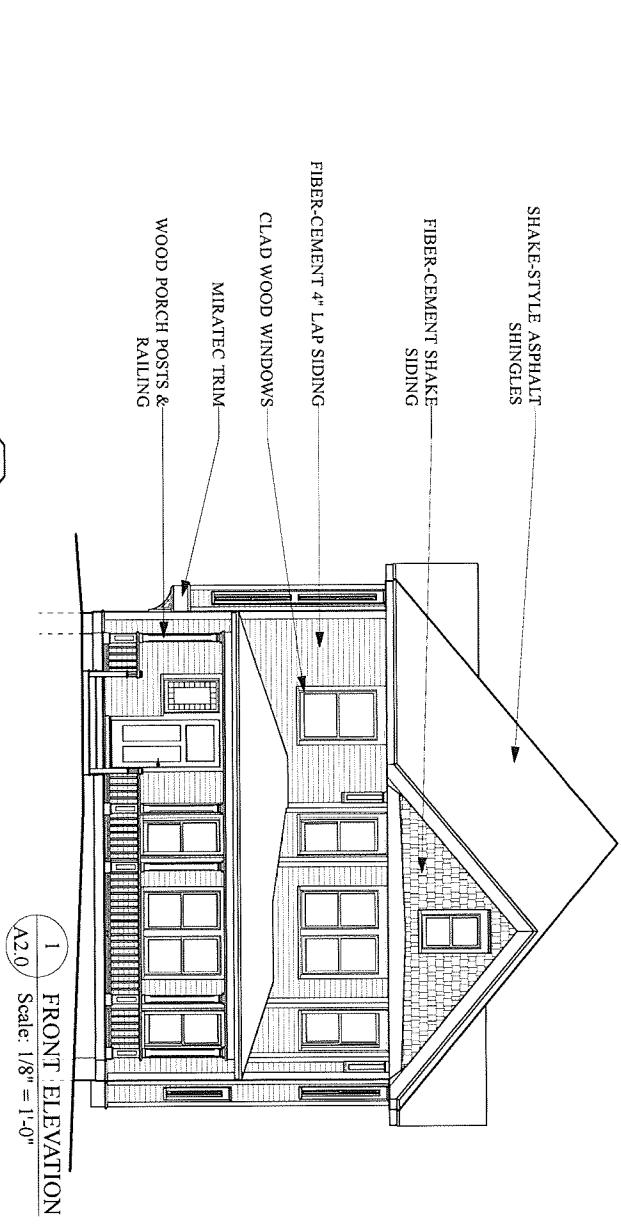 SHAKE-STYLE ASPHALT
SHINGLES
FIBER-CEMENT SHAKE
SIDING
FIBER-CEMENT 4" LAP SIDING
CLAD WOOD WINDOWS
MIRATEC TRIM
WOOD PORCH POSTS &
RAILING
1
A2.0
FRONT ELEVATION
Scale: 1/8" = 1'-0"